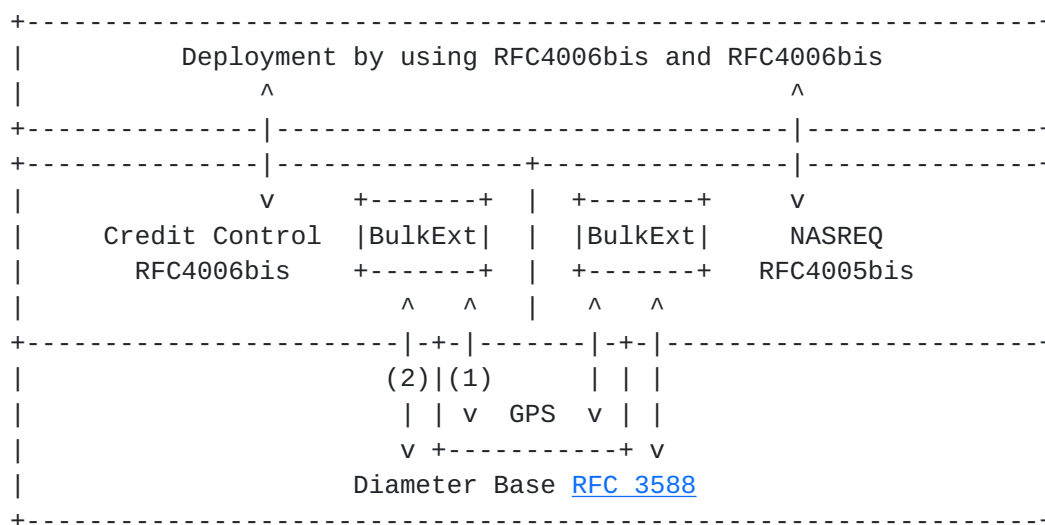 +------------------------------------------------------------------+
|          Deployment by using RFC4006bis and RFC4006bis
|               ^                                 ^
+---------------|---------------------------------|---------------+
+---------------|----------------+----------------|---------------+
|               v     +-------+  |  +-------+     v
|     Credit Control  |BulkExt|  |  |BulkExt|     NASREQ
|       RFC4006bis    +-------+  |  +-------+   RFC4005bis
|                        ^   ^   |   ^   ^
+------------------------|-+-|-------|-+-|------------------------+
|                       (2)|(1)      | | |
|                        | | v  GPS  v | |
|                        v +-----------+ v
|                     Diameter Base RFC 3588
+------------------------------------------------------------------+